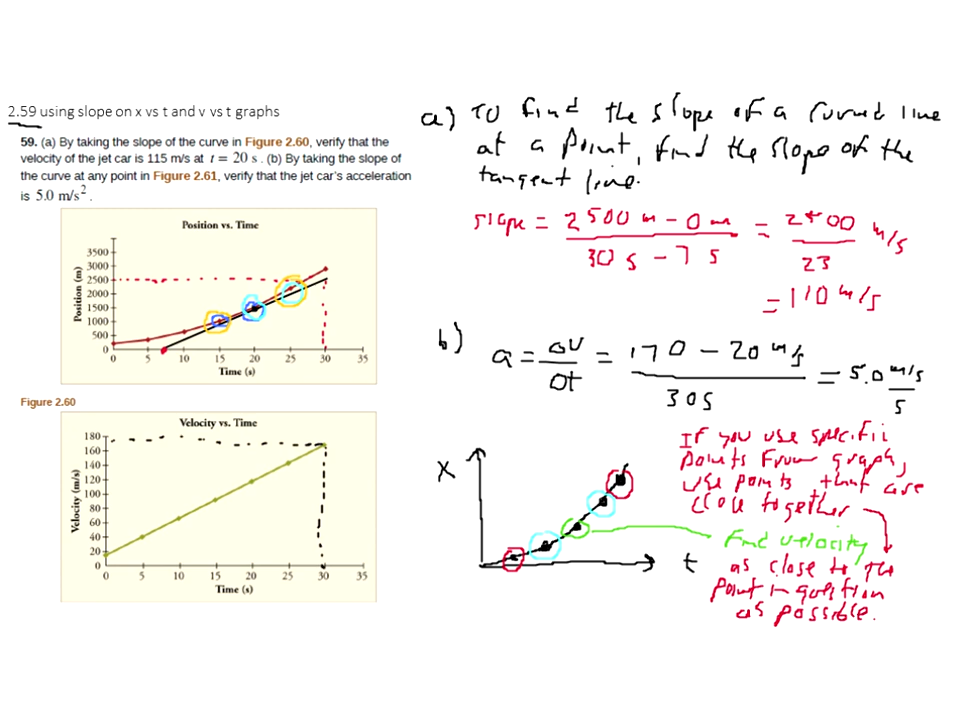 2.59 using slope on x vs t and v vs t graphs
59. (a) By taking the slope of the curve in Figure 2.60, verify that the
velocity of the jet car is 115 m/s at t = 20 s. (b) By taking the slope of
the curve at any point in Figure 2.61, verify that the jet car's acceleration
is 5.0 m/s².
Position vs. Time
Position (m)
3500
3000
2500
2000
1500
1000
500
0
0 5 10 15 20 25 30 35
Time (s)
Figure 2.60
Velocity vs. Time
Velocity (m/s)
180
160
140
120
100
80
60
40
20
0
0 5 10 15 20 25 30 35
Time (s)
a) To find the slope of a curved line
at a point, find the slope of the
tangent line.
slope = 2500 m - 0 m / 30 s - 7 s = 2500 / 23 m/s
= 110 m/s
b) a = ΔV / Δt = 170 - 20 m/s / 30 s = 5.0 m/s / s
x
t
If you use specific
points from graph,
use points that are
close together
Find velocity
as close to the
point in question
as possible.